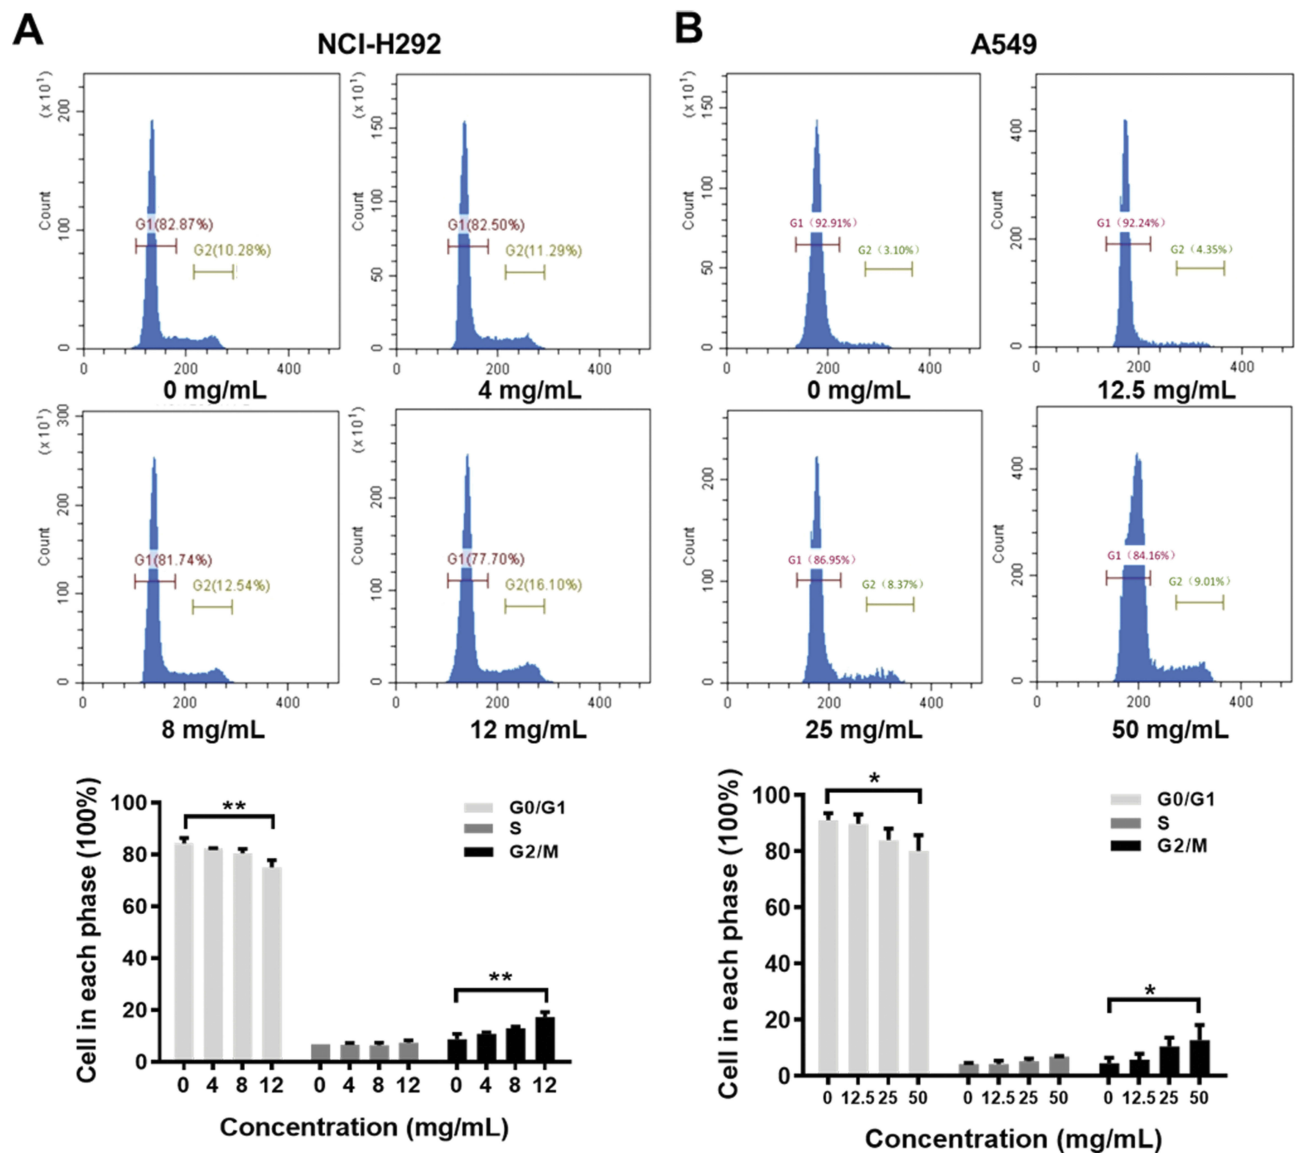 A
NCI-H292
(x 10¹)
Count
200
100
0
G1(82.87%)
G2(10.28%)
0 200 400
0 mg/mL
(x 10¹)
Count
150
100
50
0
G1(82.50%)
G2(11.29%)
0 200 400
4 mg/mL
(x 10¹)
Count
300
200
100
0
G1(81.74%)
G2(12.54%)
0 200 400
8 mg/mL
(x 10¹)
Count
200
100
0
G1(77.70%)
G2(16.10%)
0 200 400
12 mg/mL
Cell in each phase (100%)
100
80
60
40
20
0
**
**
G0/G1
S
G2/M
0 4 8 12 0 4 8 12 0 4 8 12
Concentration (mg/mL)
B
A549
(x 10¹)
Count
150
100
50
0
G1（92.91%）
G2（3.10%）
0 200 400
0 mg/mL
Count
400
200
0
G1（92.24%）
G2（4.35%）
0 200 400
12.5 mg/mL
Count
200
100
0
G1（86.95%）
G2（8.37%）
0 200 400
25 mg/mL
Count
400
200
0
G1（84.16%）
G2（9.01%）
0 200 400
50 mg/mL
Cell in each phase (100%)
100
80
60
40
20
0
*
*
G0/G1
S
G2/M
0 12.5 25 50 0 12.5 25 50 0 12.5 25 50
Concentration (mg/mL)